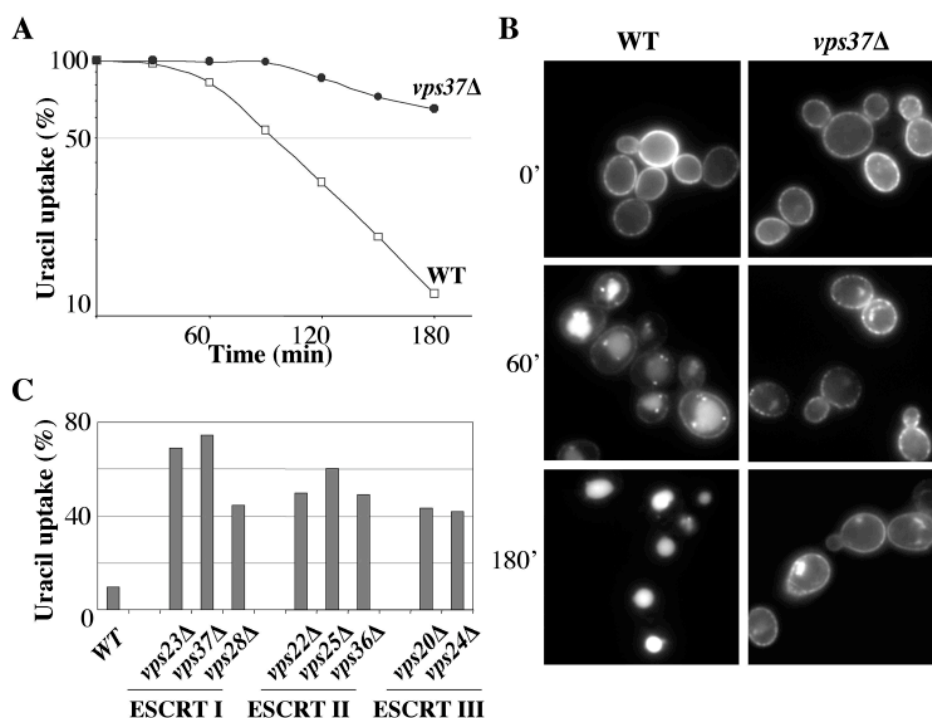 A
Uracil uptake (%)
100
50
10
vps37Δ
WT
60
120
180
Time (min)
B
WT
vps37Δ
0'
60'
180'
C
Uracil uptake (%)
80
40
0
WT
vps23Δ
vps37Δ
vps28Δ
vps22Δ
vps25Δ
vps36Δ
vps20Δ
vps24Δ
ESCRT I
ESCRT II
ESCRT III